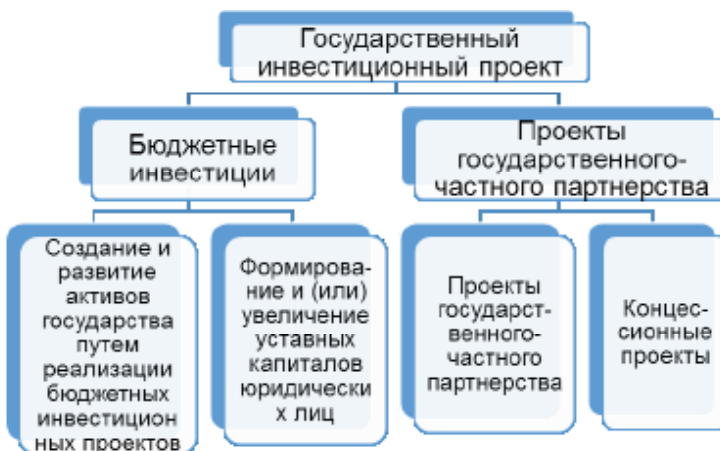 Государственный
инвестиционный проект
Бюджетные
инвестиции
Проекты
государственного-
частного партнерства
Создание и
развитие
активов
государства
путем
реализации
бюджетных
инвестицион
ных проектов
Формирова-
ние и (или)
увеличение
уставных
капиталов
юридически
х лиц
Проекты
государст-
венного-
частного
партнерства
Концес-
сионные
проекты